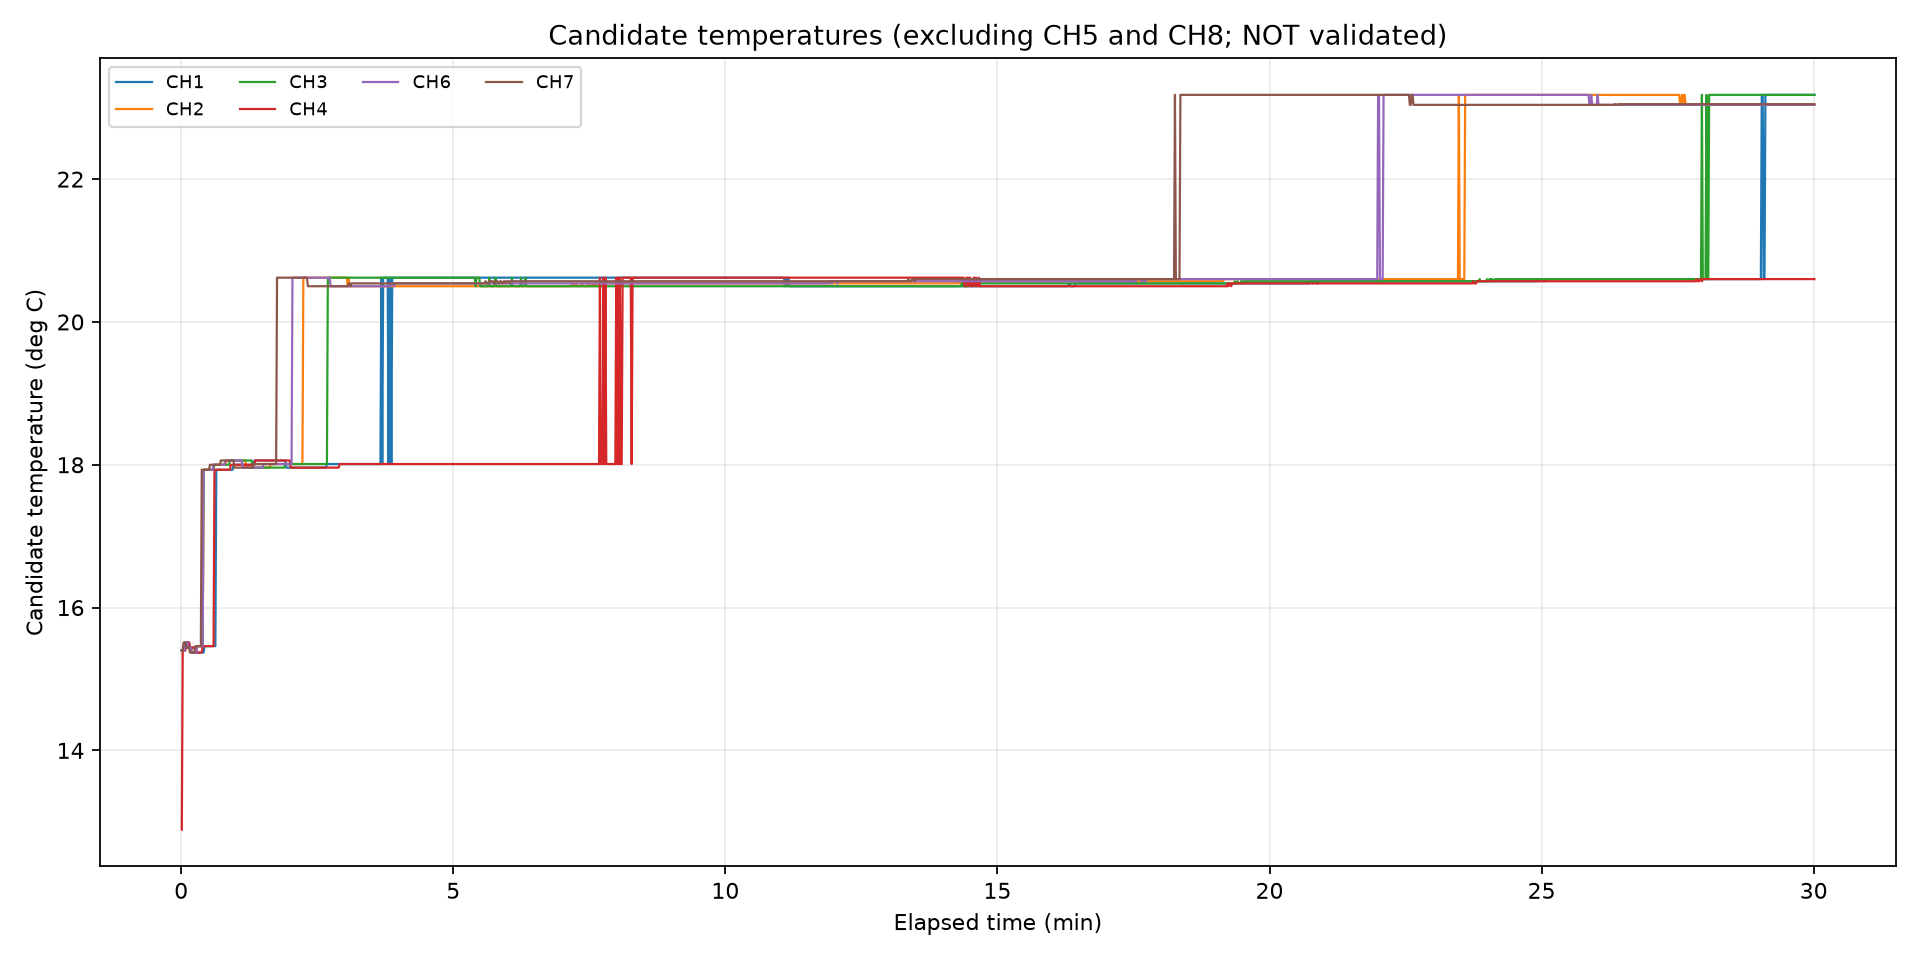 Candidate temperatures (excluding CH5 and CH8; NOT validated)
CH1 CH3 CH6 CH7
CH2 CH4
22
20
18
16
14
Candidate temperature (deg C)
0 5 10 15 20 25 30
Elapsed time (min)